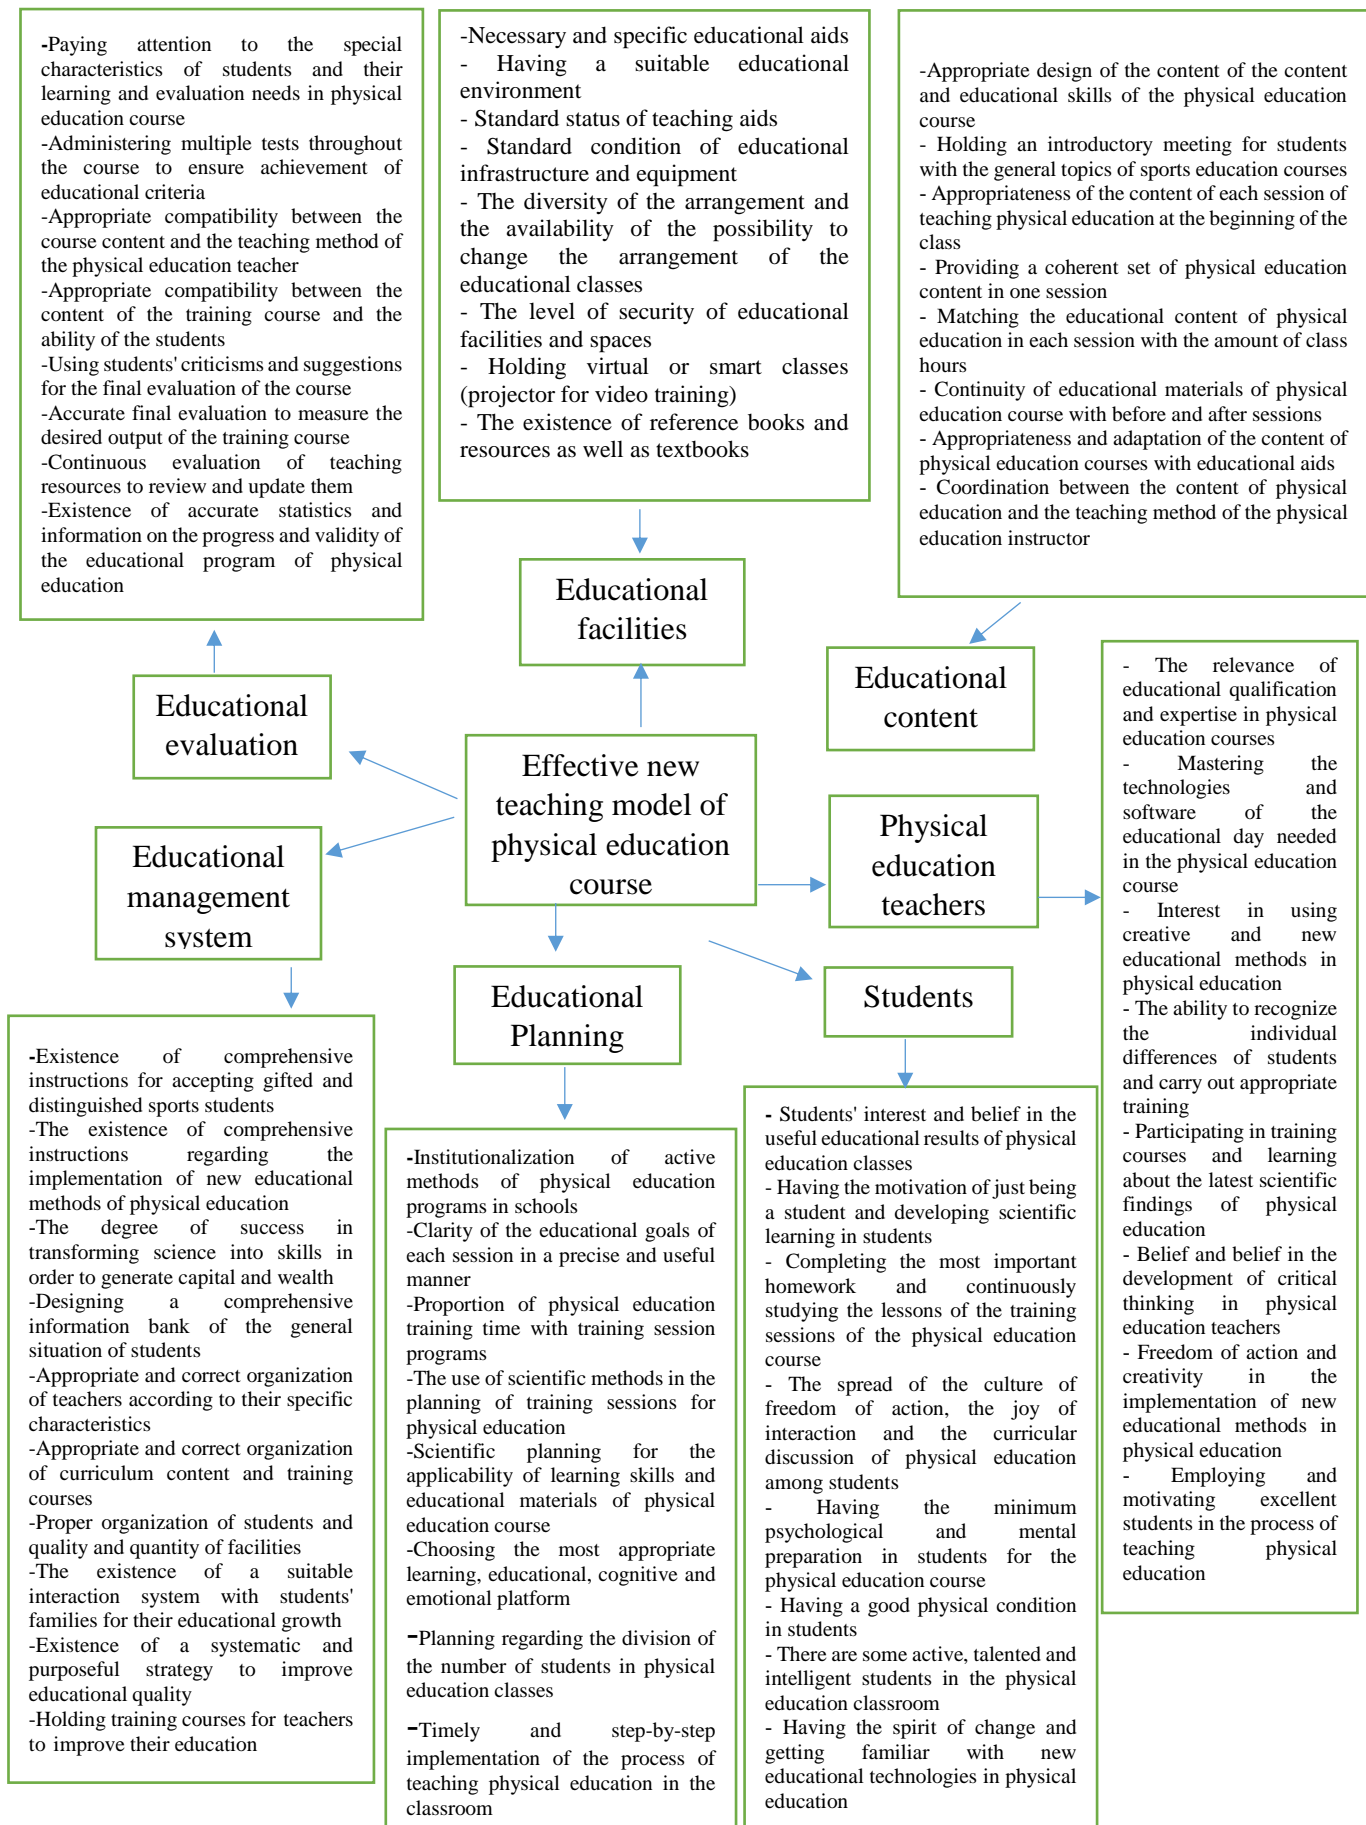 -Paying attention to the special
characteristics of students and their
learning and evaluation needs in physical
education course
-Administering multiple tests throughout
the course to ensure achievement of
educational criteria
-Appropriate compatibility between the
course content and the teaching method of
the physical education teacher
-Appropriate compatibility between the
content of the training course and the
ability of the students
-Using students' criticisms and suggestions
for the final evaluation of the course
-Accurate final evaluation to measure the
desired output of the training course
-Continuous evaluation of teaching
resources to review and update them
-Existence of accurate statistics and
information on the progress and validity of
the educational program of physical
education
-Necessary and specific educational aids
- Having a suitable educational
environment
- Standard status of teaching aids
- Standard condition of educational
infrastructure and equipment
- The diversity of the arrangement and
the availability of the possibility to
change the arrangement of the
educational classes
- The level of security of educational
facilities and spaces
- Holding virtual or smart classes
(projector for video training)
- The existence of reference books and
resources as well as textbooks
-Appropriate design of the content of the content
and educational skills of the physical education
course
- Holding an introductory meeting for students
with the general topics of sports education courses
- Appropriateness of the content of each session of
teaching physical education at the beginning of the
class
- Providing a coherent set of physical education
content in one session
- Matching the educational content of physical
education in each session with the amount of class
hours
- Continuity of educational materials of physical
education course with before and after sessions
- Appropriateness and adaptation of the content of
physical education courses with educational aids
- Coordination between the content of physical
education and the teaching method of the physical
education instructor
Educational
facilities
Educational
evaluation
Educational
content
Effective new
teaching model of
physical education
course
Educational
management
system
Physical
education
teachers
Educational
Planning
Students
- The relevance of
educational qualification
and expertise in physical
education courses
- Mastering the
technologies and
software of the
educational day needed
in the physical education
course
- Interest in using
creative and new
educational methods in
physical education
- The ability to recognize
the individual
differences of students
and carry out appropriate
training
- Participating in training
courses and learning
about the latest scientific
findings of physical
education
- Belief and belief in the
development of critical
thinking in physical
education teachers
- Freedom of action and
creativity in the
implementation of new
educational methods in
physical education
- Employing and
motivating excellent
students in the process of
teaching physical
education
-Existence of comprehensive
instructions for accepting gifted and
distinguished sports students
-The existence of comprehensive
instructions regarding the
implementation of new educational
methods of physical education
-The degree of success in
transforming science into skills in
order to generate capital and wealth
-Designing a comprehensive
information bank of the general
situation of students
-Appropriate and correct organization
of teachers according to their specific
characteristics
-Appropriate and correct organization
of curriculum content and training
courses
-Proper organization of students and
quality and quantity of facilities
-The existence of a suitable
interaction system with students'
families for their educational growth
-Existence of a systematic and
purposeful strategy to improve
educational quality
-Holding training courses for teachers
to improve their education
-Institutionalization of active
methods of physical education
programs in schools
-Clarity of the educational goals of
each session in a precise and useful
manner
-Proportion of physical education
training time with training session
programs
-The use of scientific methods in the
planning of training sessions for
physical education
-Scientific planning for the
applicability of learning skills and
educational materials of physical
education course
-Choosing the most appropriate
learning, educational, cognitive and
emotional platform
-Planning regarding the division of
the number of students in physical
education classes
-Timely and step-by-step
implementation of the process of
teaching physical education in the
classroom
- Students' interest and belief in the
useful educational results of physical
education classes
- Having the motivation of just being
a student and developing scientific
learning in students
- Completing the most important
homework and continuously
studying the lessons of the training
sessions of the physical education
course
- The spread of the culture of
freedom of action, the joy of
interaction and the curricular
discussion of physical education
among students
- Having the minimum
psychological and mental
preparation in students for the
physical education course
- Having a good physical condition
in students
- There are some active, talented and
intelligent students in the physical
education classroom
- Having the spirit of change and
getting familiar with new
educational technologies in physical
education